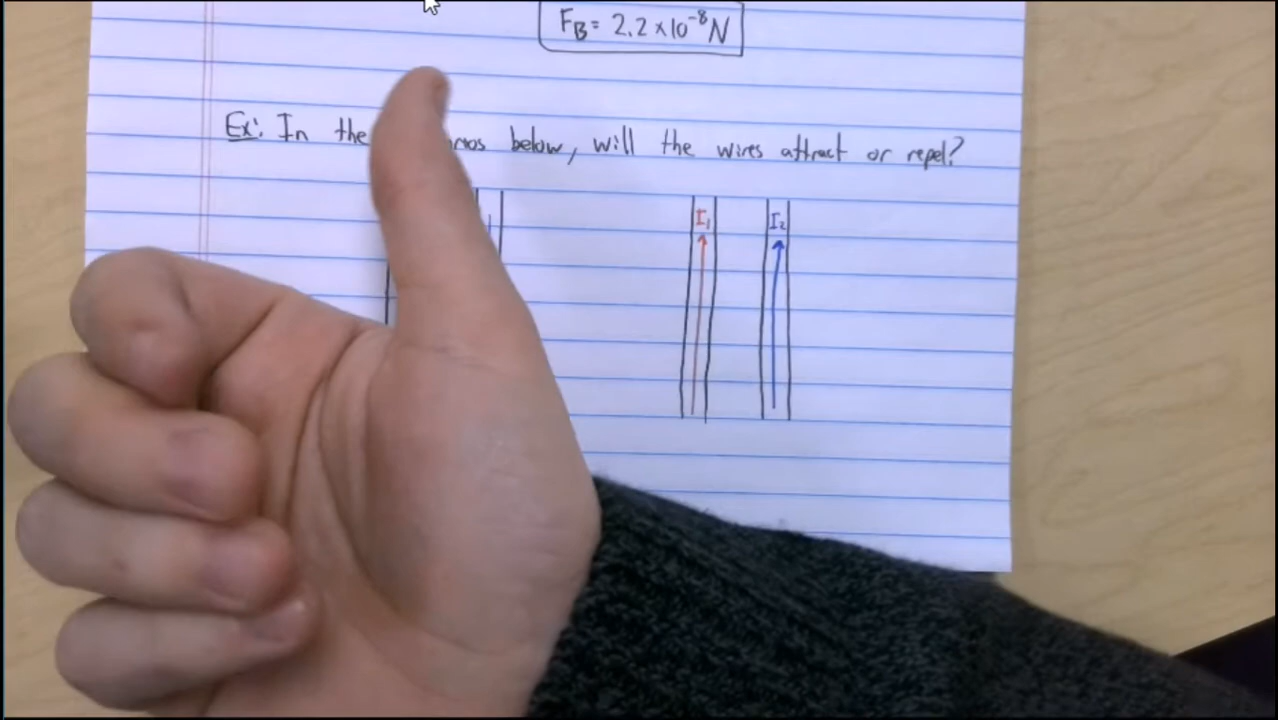 F_B = 2.2 × 10⁻⁸ N
Ex: In the below, will the wires attract or repel?
I₁ I₂